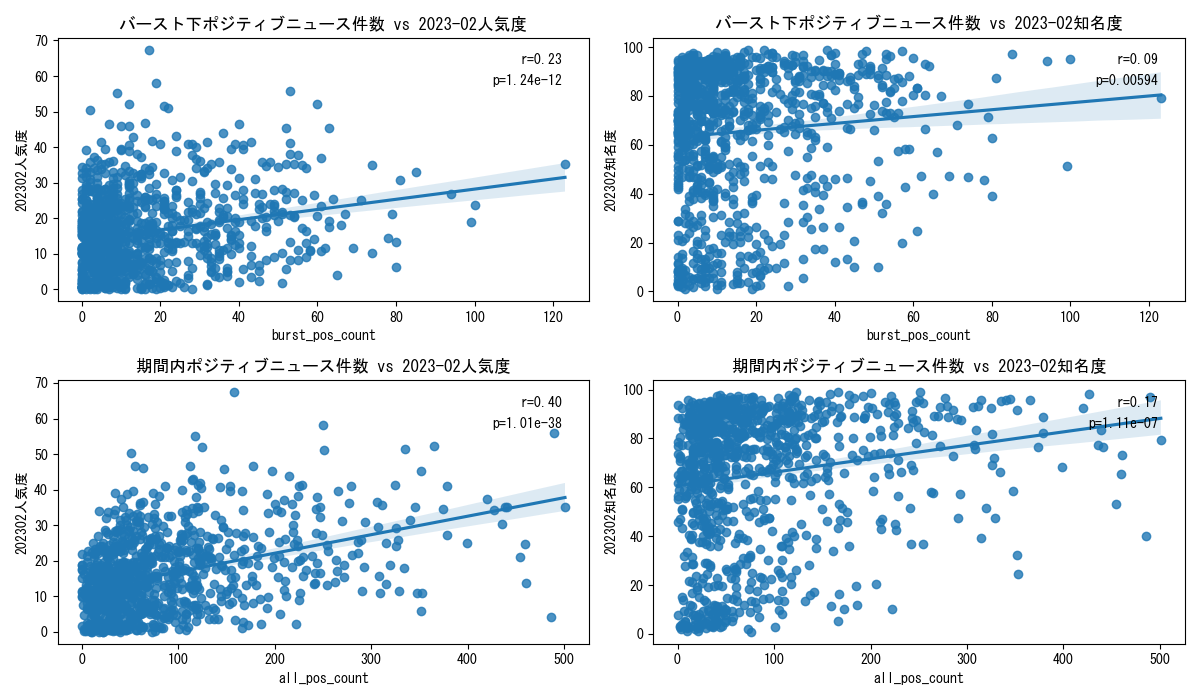 バースト下ポジティブニュース件数 vs 2023-02人気度
r=0.23
p=1.24e-12
202302人気度
70
60
50
40
30
20
10
0
0 20 40 60 80 100 120
burst_pos_count
バースト下ポジティブニュース件数 vs 2023-02知名度
r=0.09
p=0.00594
202302知名度
100
80
60
40
20
0
0 20 40 60 80 100 120
burst_pos_count
期間内ポジティブニュース件数 vs 2023-02人気度
r=0.40
p=1.01e-38
202302人気度
70
60
50
40
30
20
10
0
0 100 200 300 400 500
all_pos_count
期間内ポジティブニュース件数 vs 2023-02知名度
r=0.17
p=1.11e-07
202302知名度
100
80
60
40
20
0
0 100 200 300 400 500
all_pos_count